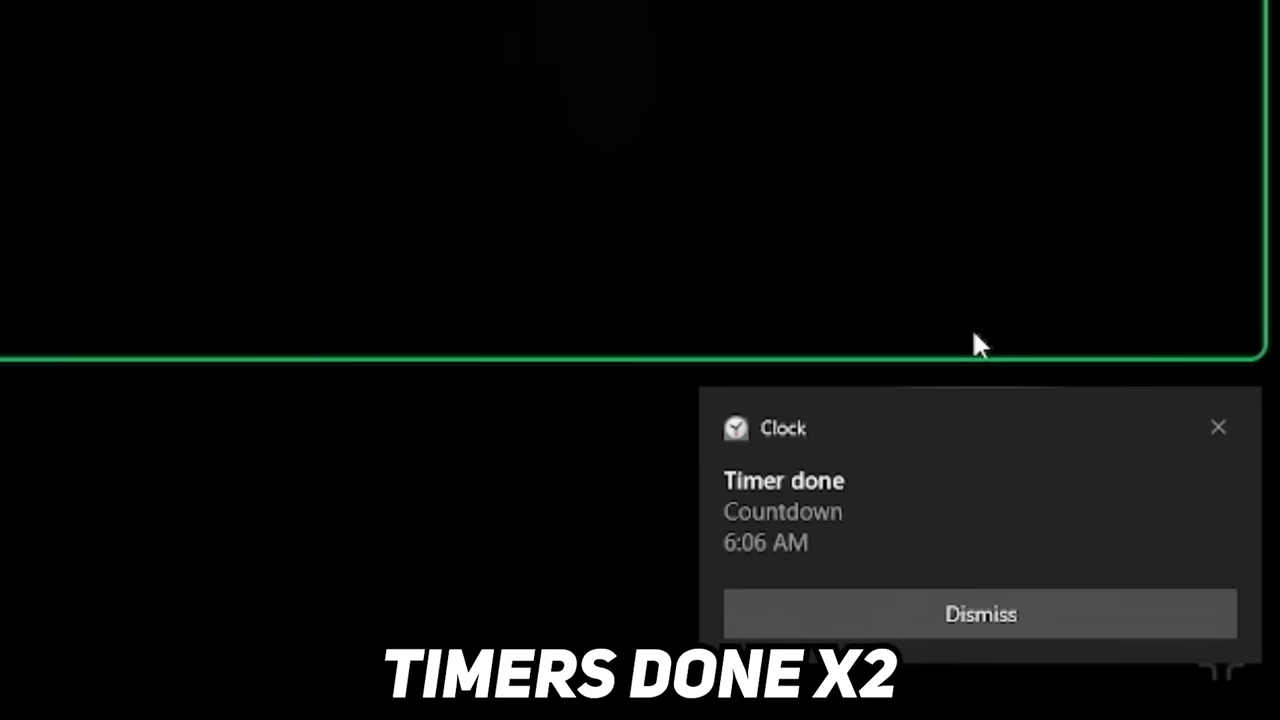 Clock
Timer done
Countdown
6:06 AM
Dismiss
TIMERS DONE X2